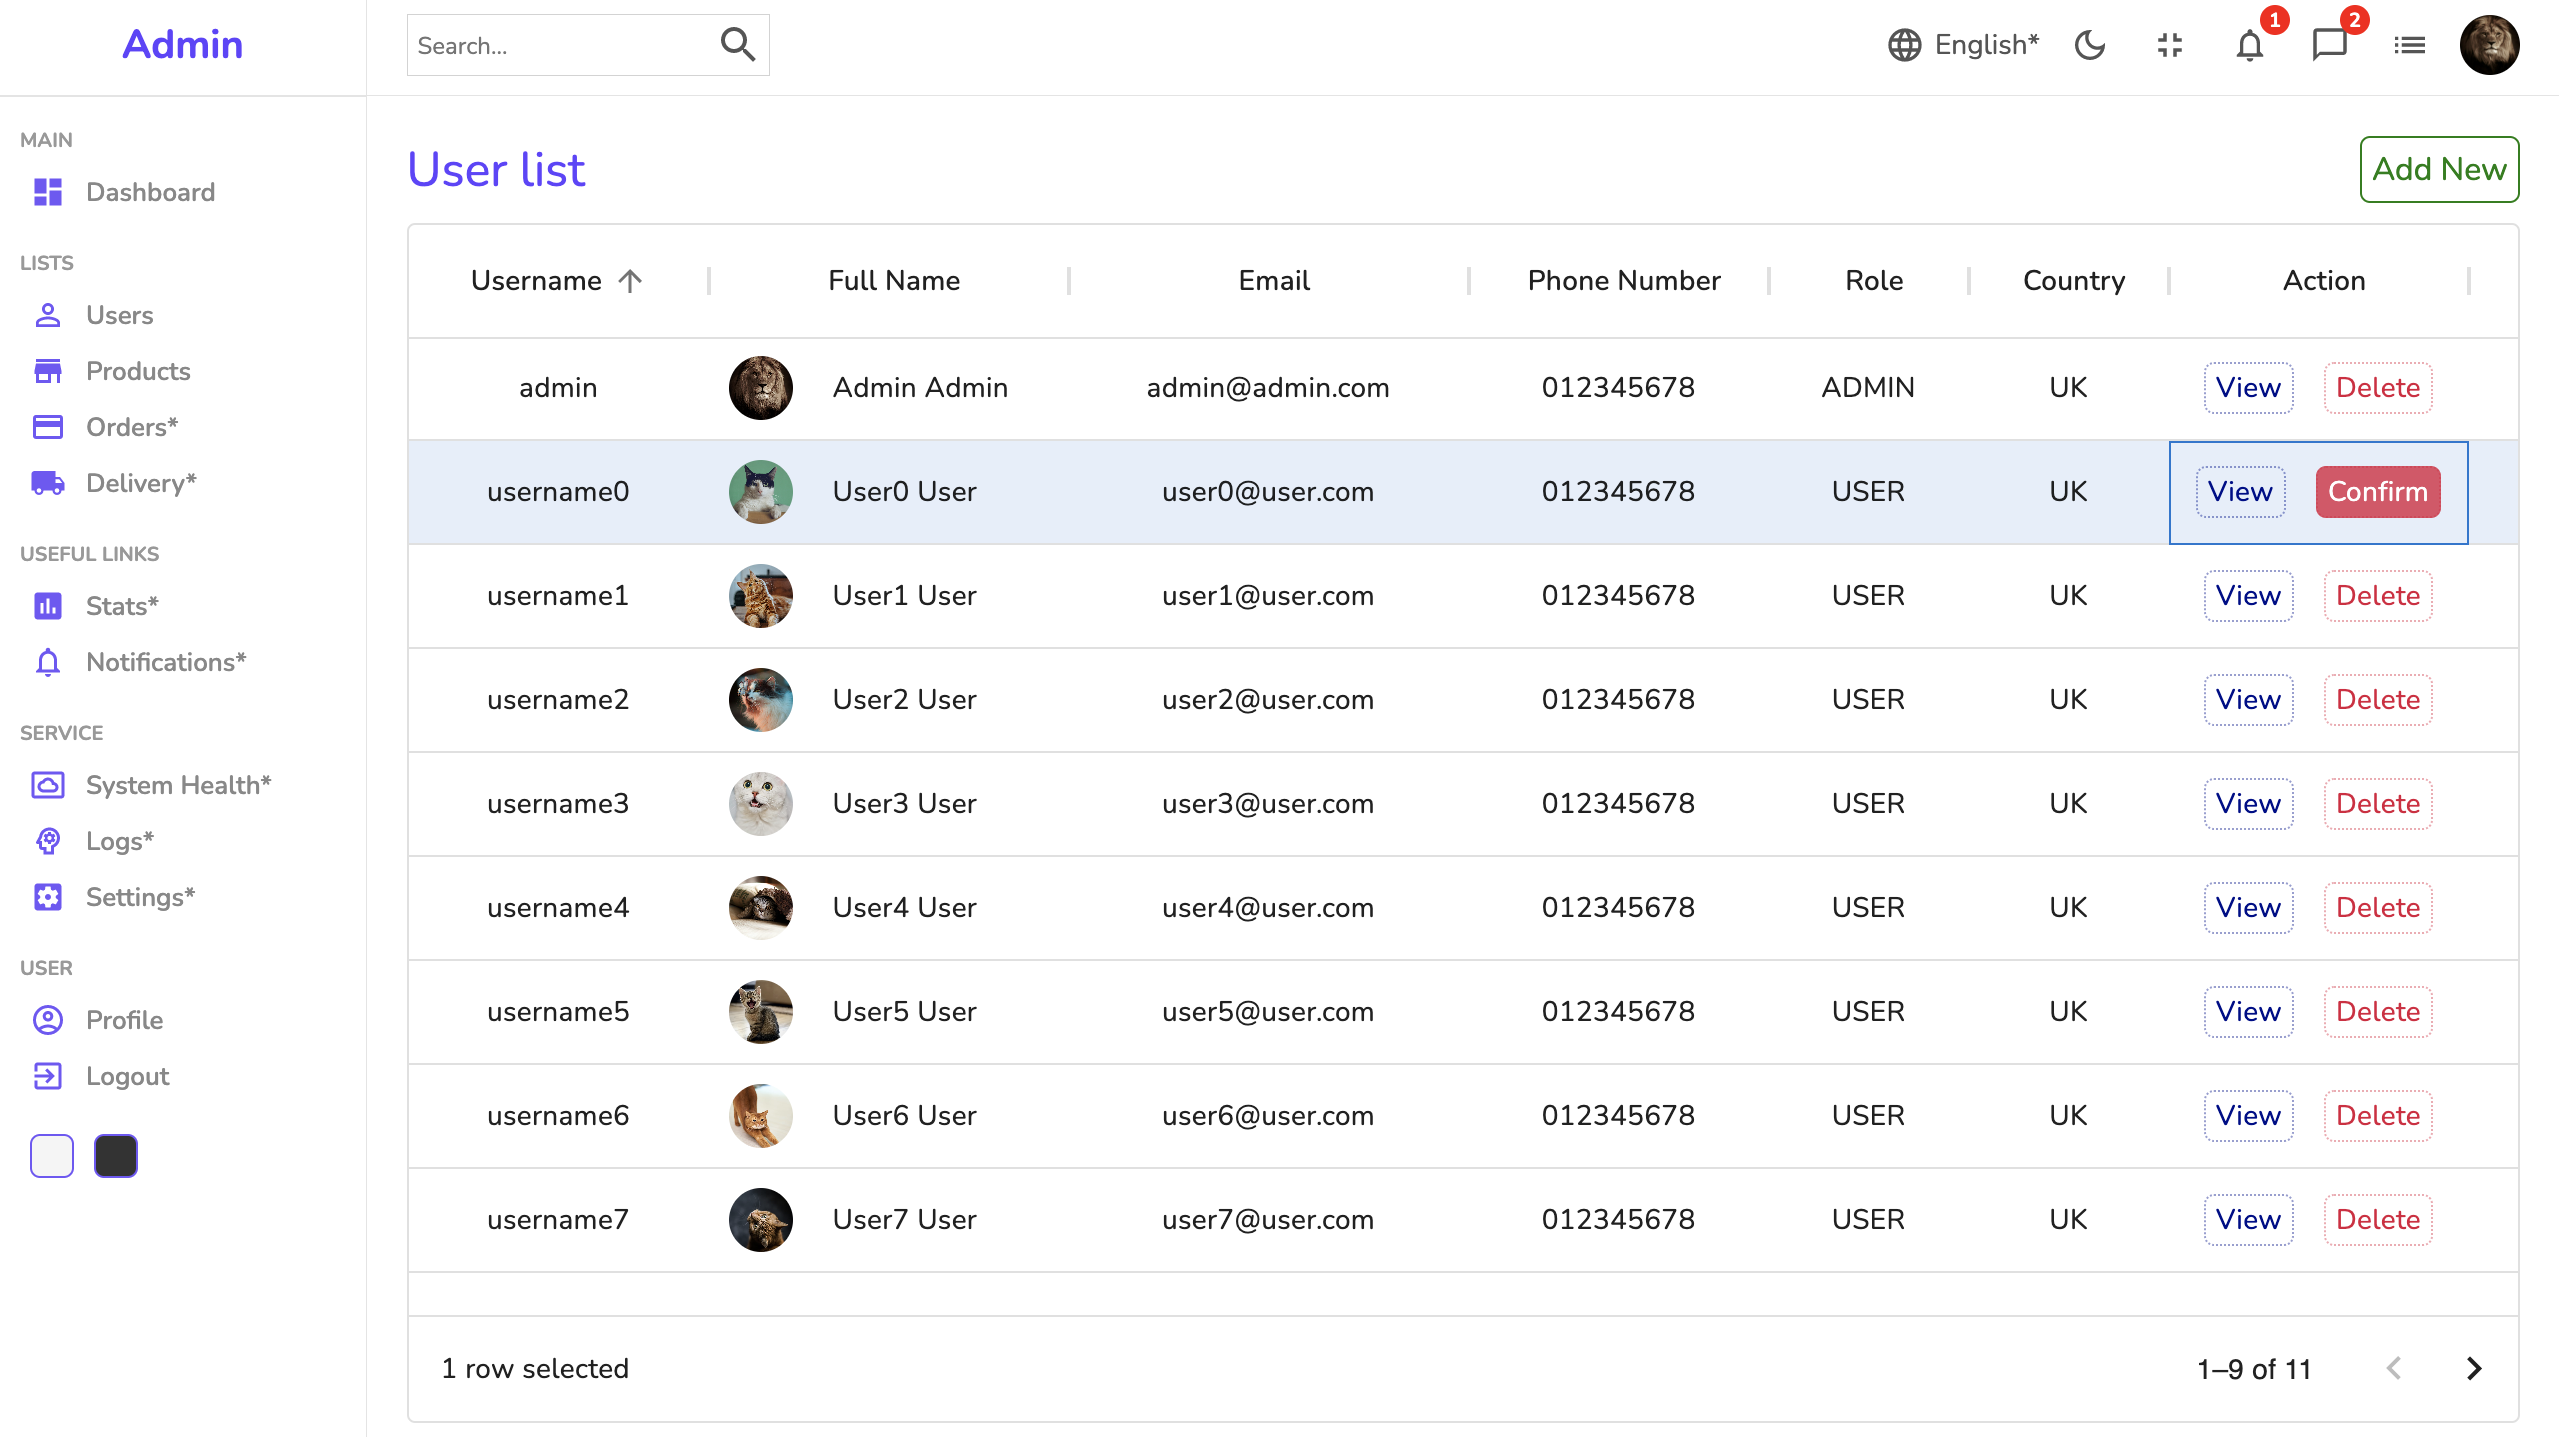 Admin
Search...
English*
1
2
MAIN
Dashboard
LISTS
Users
Products
Orders*
Delivery*
USEFUL LINKS
Stats*
Notifications*
SERVICE
System Health*
Logs*
Settings*
USER
Profile
Logout
User list
Add New
Username Full Name Email Phone Number Role Country Action
admin Admin Admin admin@admin.com 012345678 ADMIN UK View Delete
username0 User0 User user0@user.com 012345678 USER UK View Confirm
username1 User1 User user1@user.com 012345678 USER UK View Delete
username2 User2 User user2@user.com 012345678 USER UK View Delete
username3 User3 User user3@user.com 012345678 USER UK View Delete
username4 User4 User user4@user.com 012345678 USER UK View Delete
username5 User5 User user5@user.com 012345678 USER UK View Delete
username6 User6 User user6@user.com 012345678 USER UK View Delete
username7 User7 User user7@user.com 012345678 USER UK View Delete
1 row selected
1–9 of 11